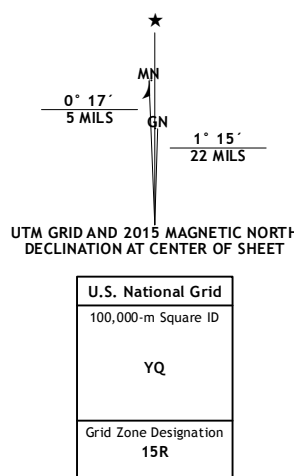 MN
0° 17´
5 MILS
GN
1° 15´
22 MILS
UTM GRID AND 2015 MAGNETIC NORTH
DECLINATION AT CENTER OF SHEET
U.S. National Grid
100,000-m Square ID
YQ
Grid Zone Designation
15R